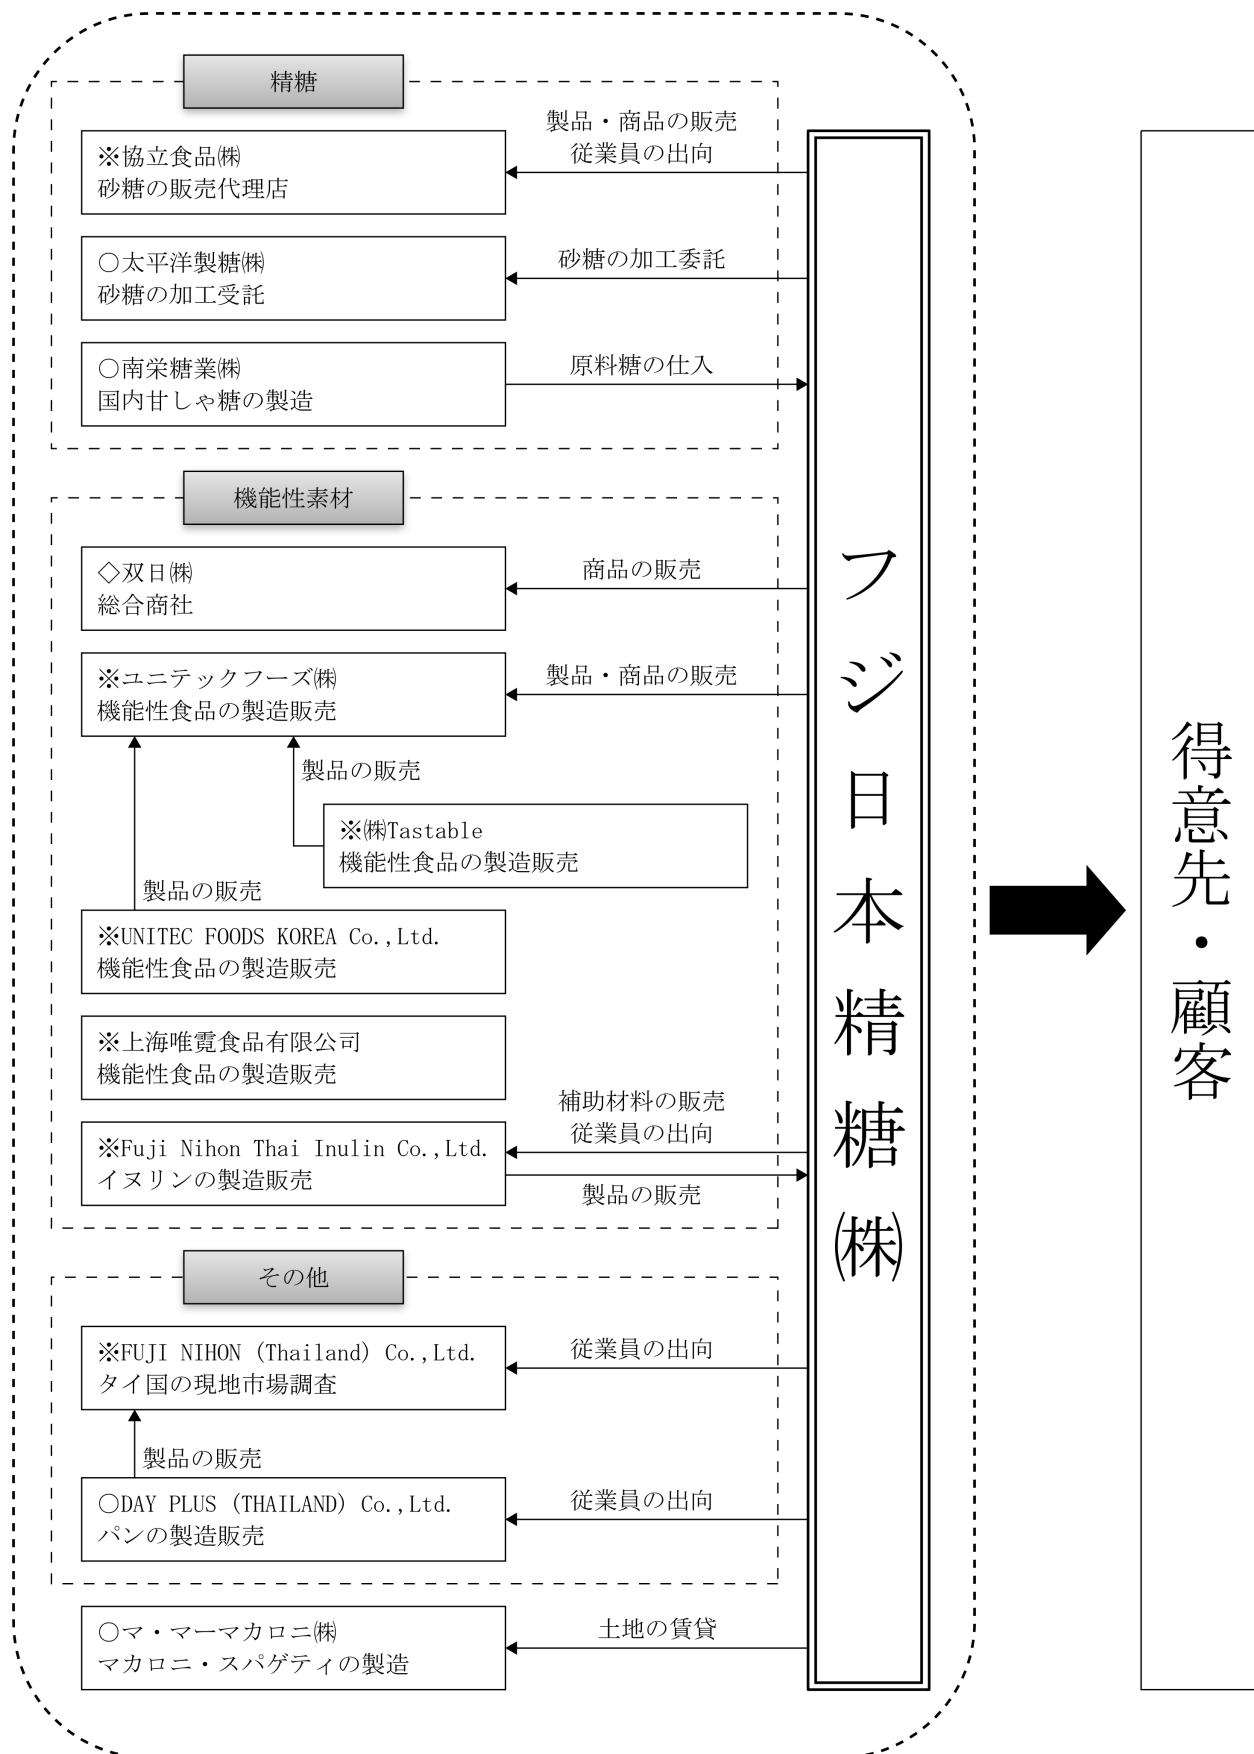 精糖
製品・商品の販売
従業員の出向
※協立食品㈱
砂糖の販売代理店
砂糖の加工委託
○太平洋製糖㈱
砂糖の加工受託
原料糖の仕入
○南栄糖業㈱
国内甘しゃ糖の製造
機能性素材
商品の販売
◇双日㈱
総合商社
製品・商品の販売
※ユニテックフーズ㈱
機能性食品の製造販売
製品の販売
※㈱Tastable
機能性食品の製造販売
製品の販売
※UNITEC FOODS KOREA Co.,Ltd.
機能性食品の製造販売
※上海唯霓食品有限公司
機能性食品の製造販売
補助材料の販売
従業員の出向
※Fuji Nihon Thai Inulin Co.,Ltd.
イヌリンの製造販売
製品の販売
その他
従業員の出向
※FUJI NIHON (Thailand) Co.,Ltd.
タイ国の現地市場調査
製品の販売
従業員の出向
○DAY PLUS (THAILAND) Co.,Ltd.
パンの製造販売
土地の賃貸
○マ・マーマカロニ㈱
マカロニ・スパゲティの製造
フジ日本精糖㈱
得意先・顧客